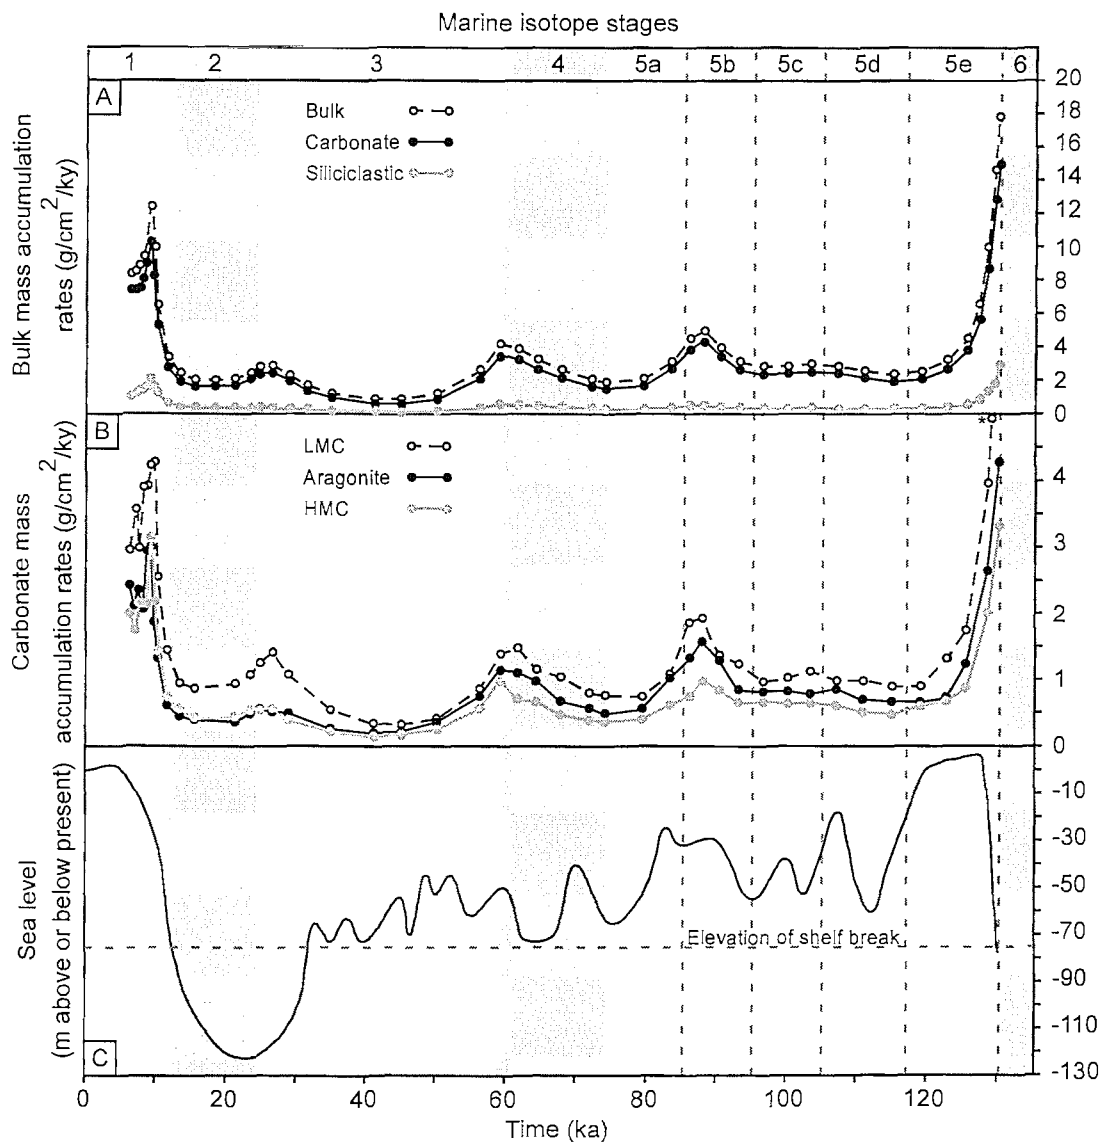 Marine isotope stages
1 2 3 4 5a 5b 5c 5d 5e 6
A
Bulk
Carbonate
Siliciclastic
Bulk mass accumulation
rates (g/cm2/ky)
20
18
16
14
12
10
8
6
4
2
0
B
LMC
Aragonite
HMC
*
Carbonate mass
accumulation rates (g/cm2/ky)
4
3
2
1
0
C
Sea level
(m above or below present)
Elevation of shelf break
-10
-30
-50
-70
-90
-110
-130
0 20 40 60 80 100 120
Time (ka)